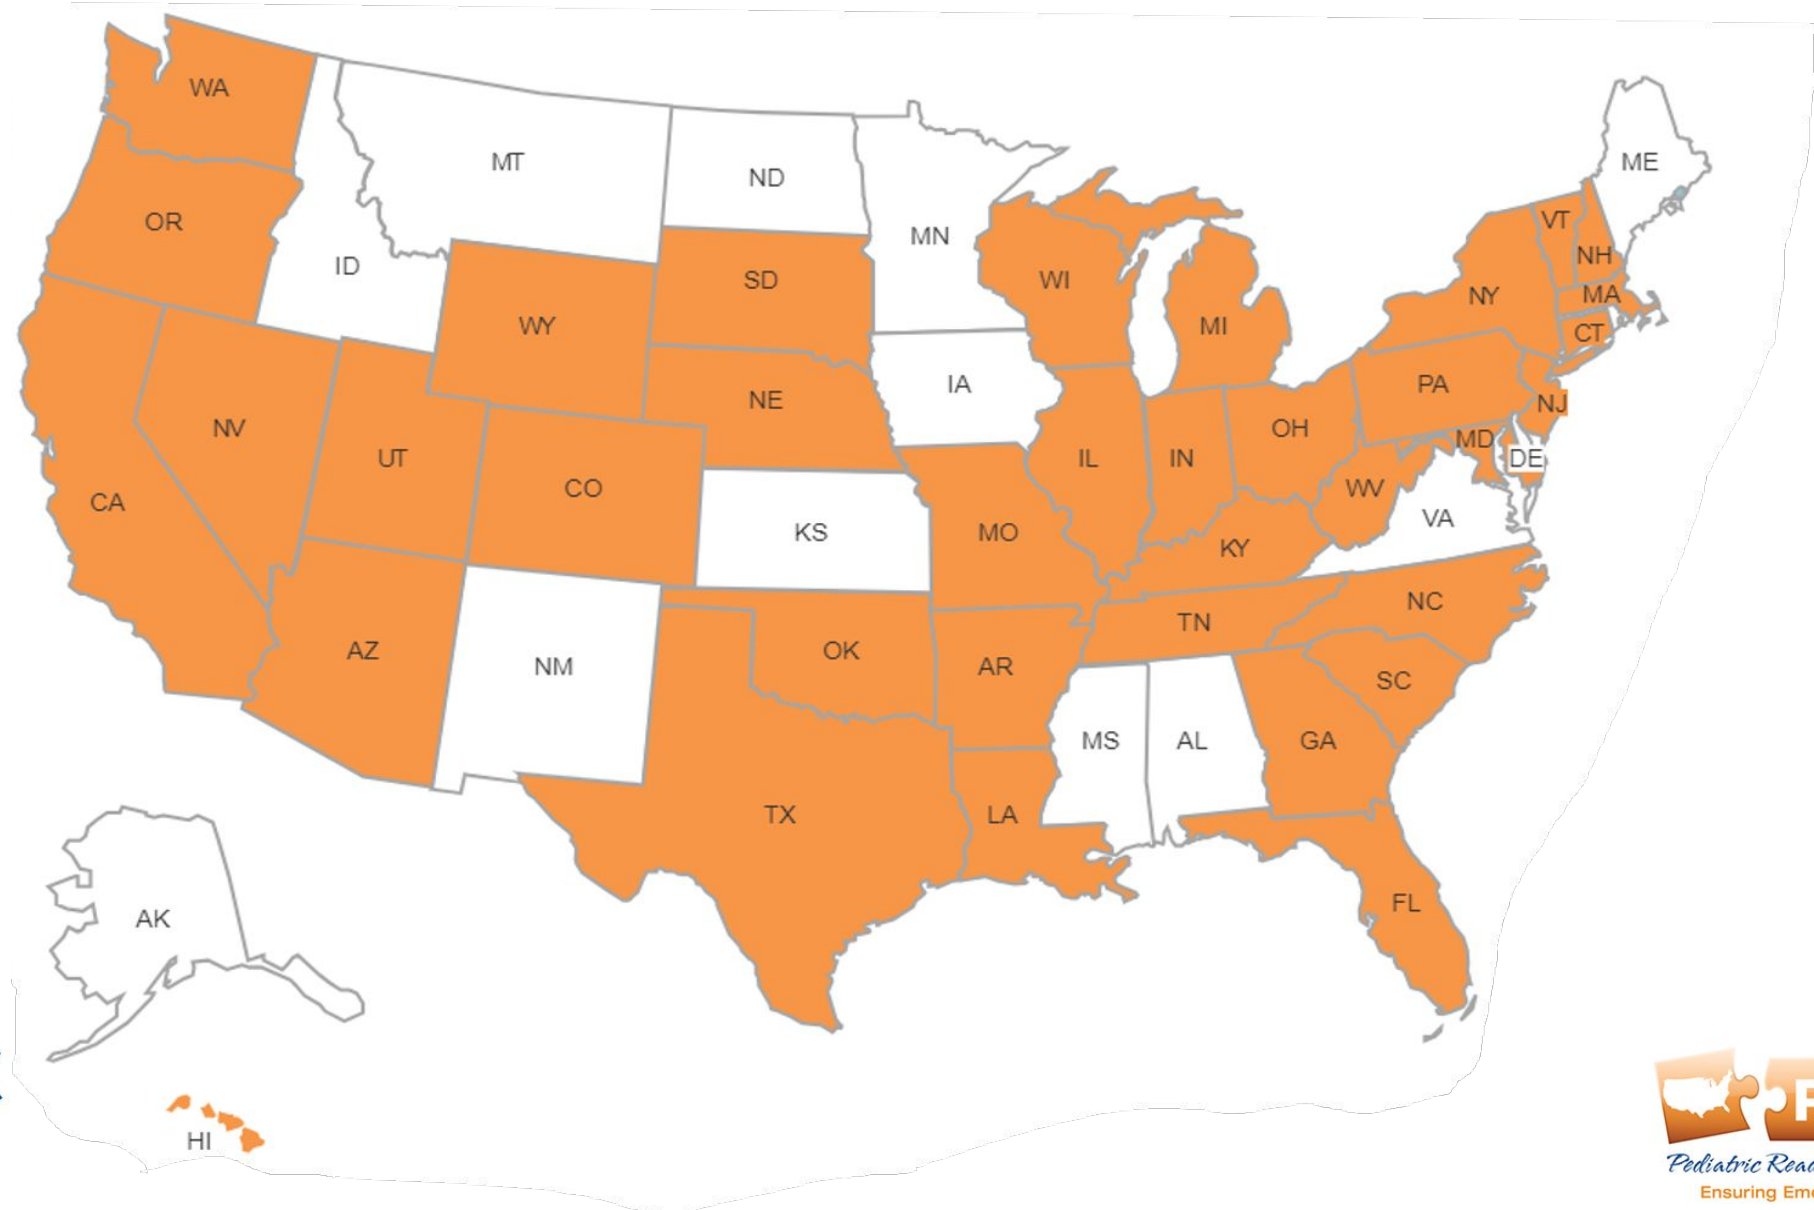 WA
MT
ND
ME
OR
MN
VT
ID
SD
WI
NH
WY
MI
NY
MA
CT
NE
IA
PA
NV
OH
NJ
UT
IL
IN
MD
DE
CO
WV
CA
KS
MO
VA
KY
AZ
NM
OK
AR
TN
NC
SC
MS
AL
GA
TX
LA
AK
FL
HI
Pediatric
Ensuring